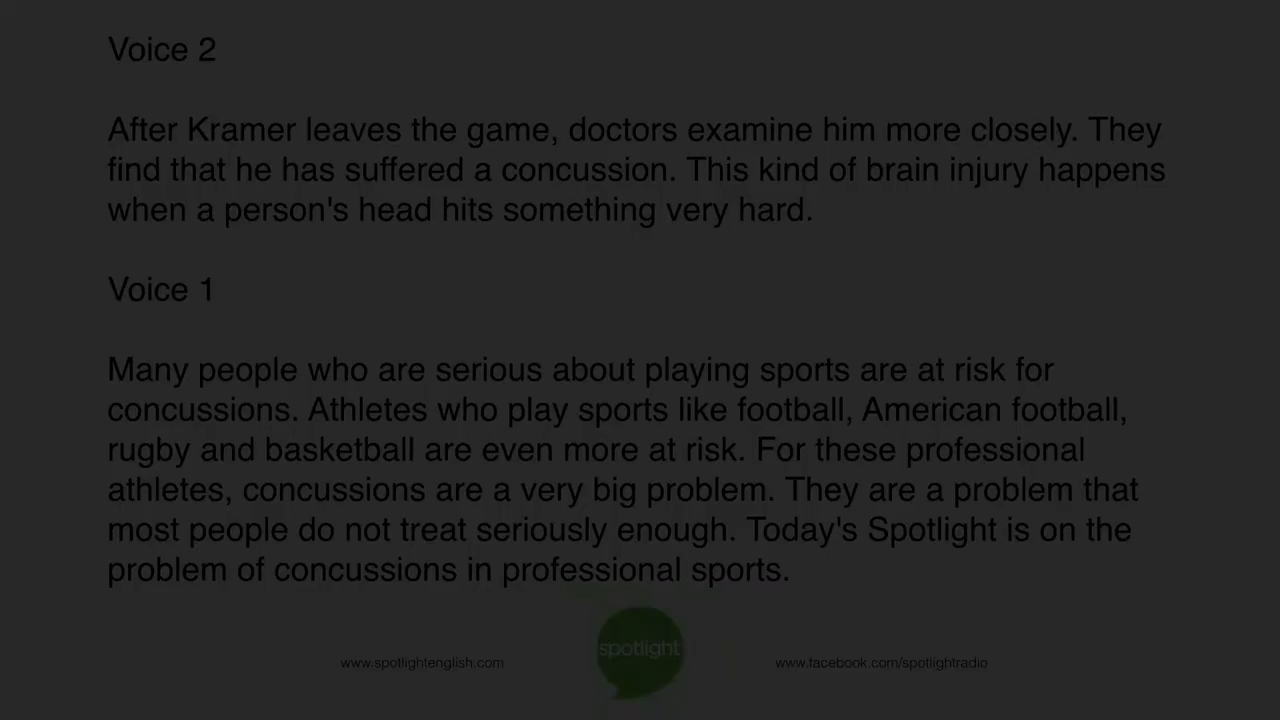 Voice 2
After Kramer leaves the game, doctors examine him more closely. They
find that he has suffered a concussion. This kind of brain injury happens
when a person's head hits something very hard.
Voice 1
Many people who are serious about playing sports are at risk for
concussions. Athletes who play sports like football, American football,
rugby and basketball are even more at risk. For these professional
athletes, concussions are a very big problem. They are a problem that
most people do not treat seriously enough. Today's Spotlight is on the
problem of concussions in professional sports.
spotlight
www.spotlightenglish.com
www.facebook.com/spotlightradio